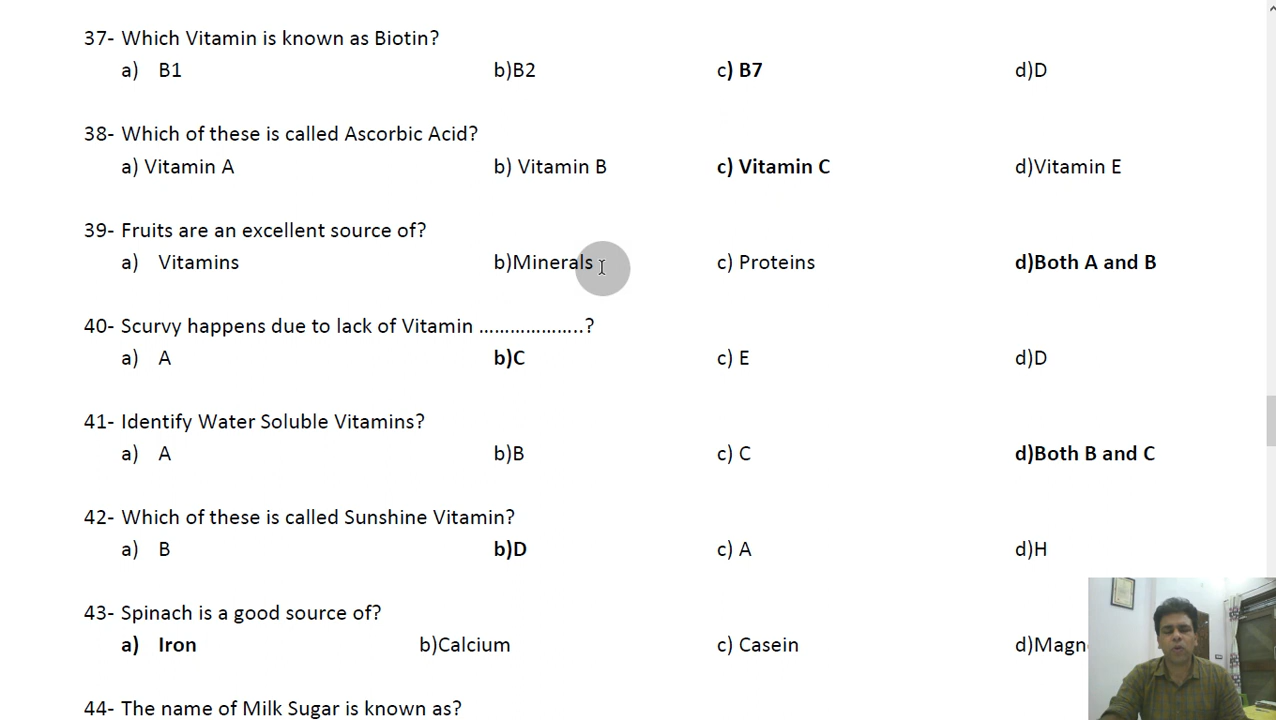 37- Which Vitamin is known as Biotin?
a) B1 b)B2 c) B7 d)D
38- Which of these is called Ascorbic Acid?
a) Vitamin A b) Vitamin B c) Vitamin C d)Vitamin E
39- Fruits are an excellent source of?
a) Vitamins b)Minerals c) Proteins d)Both A and B
40- Scurvy happens due to lack of Vitamin ………………..?
a) A b)C c) E d)D
41- Identify Water Soluble Vitamins?
a) A b)B c) C d)Both B and C
42- Which of these is called Sunshine Vitamin?
a) B b)D c) A d)H
43- Spinach is a good source of?
a) Iron b)Calcium c) Casein d)Magn
44- The name of Milk Sugar is known as?